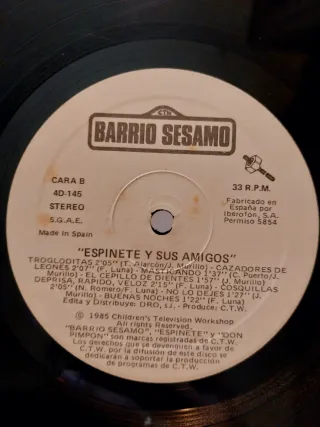 CTW
BARRIO SESAMO
CARA B
4D-145
STEREO
S.G.A.E.
Made in Spain
33 R.P.M.
Fabricado en
España por
Iberofon, S.A.
Permiso 5854
"ESPINETE Y SUS AMIGOS"
TROGLODITAS 2'05" (T. Alarcón/J. Murillo) - CAZADORES DE
LEONES 2'07" (F. Luna) - MASTICANDO 1'37" (C. Puerto/J.
Murillo) - EL CEPILLO DE DIENTES 1'57" (J. Murillo)
DEPRISA, RAPIDO, VELOZ 2'15" (F. Luna) - COSQUILLAS
2'05" (N. Romero/F. Luna) - NO LO DEJES 1'27" (J.
Murillo) - BUENAS NOCHES 1'22" (F. Luna)
Edita y Distribuye: DRO, S.L. - Produce: C.T.W.
℗ 1985 Children's Television Workshop
All rights Reserved.
"BARRIO SESAMO", "ESPINETE" y "DON
PIMPON" son marcas registradas de C.T.W.
Los derechos que se devenguen a favor de
C.T.W. por la difusión de este disco se
dedicarán a soportar la producción
de programas de C.T.W.